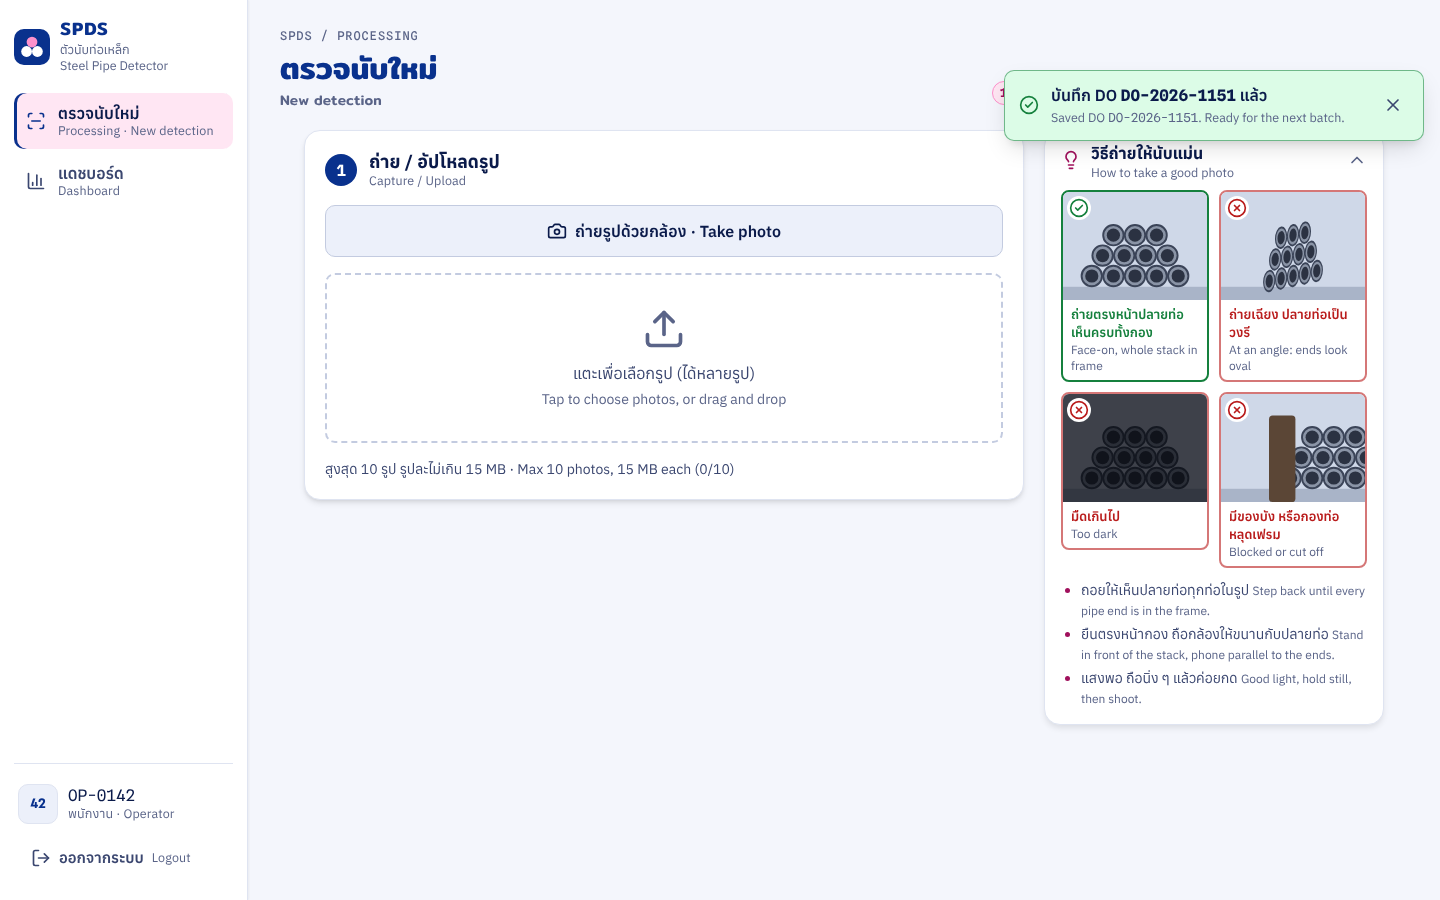 SPDS
ตัวนับท่อเหล็ก
Steel Pipe Detector
ตรวจนับใหม่
Processing · New detection
แดชบอร์ด
Dashboard
42
OP-0142
พนักงาน · Operator
ออกจากระบบ Logout
SPDS / PROCESSING
ตรวจนับใหม่
New detection
บันทึก DO DO-2026-1151 แล้ว
Saved DO DO-2026-1151. Ready for the next batch.
1
ถ่าย / อัปโหลดรูป
Capture / Upload
ถ่ายรูปด้วยกล้อง · Take photo
แตะเพื่อเลือกรูป (ได้หลายรูป)
Tap to choose photos, or drag and drop
สูงสุด 10 รูป รูปละไม่เกิน 15 MB · Max 10 photos, 15 MB each (0/10)
วิธีถ่ายให้นับแม่น
How to take a good photo
ถ่ายตรงหน้าปลายท่อ
เห็นครบทั้งกอง
Face-on, whole stack in
frame
ถ่ายเฉียง ปลายท่อเป็น
วงรี
At an angle: ends look
oval
มืดเกินไป
Too dark
มีของบัง หรือกองท่อ
หลุดเฟรม
Blocked or cut off
ถอยให้เห็นปลายท่อทุกท่อในรูป Step back until every
pipe end is in the frame.
ยืนตรงหน้ากอง ถือกล้องให้ขนานกับปลายท่อ Stand
in front of the stack, phone parallel to the ends.
แสงพอ ถือนิ่ง ๆ แล้วค่อยกด Good light, hold still,
then shoot.